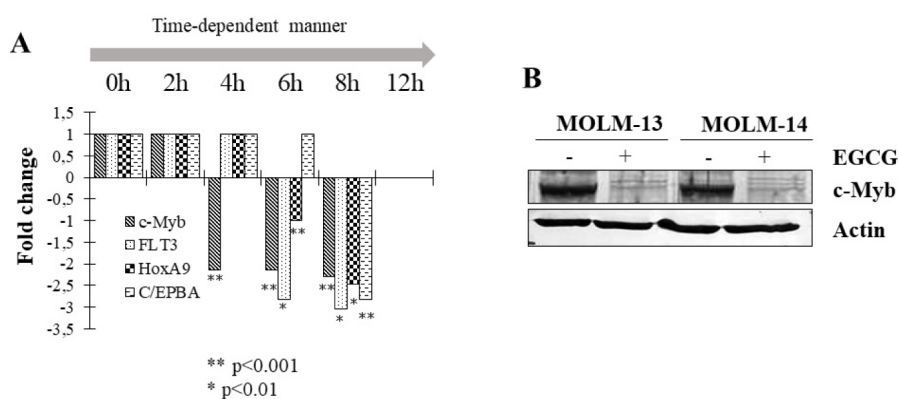 Time-dependent manner
A
0h 2h 4h 6h 8h 12h
1,5
1
0,5
0
-0,5
-1
-1,5
-2
-2,5
-3
-3,5
Fold change
c-Myb
FLT3
HoxA9
C/EPBA
**
**
*
**
**
*
*
**
** p<0.001
* p<0.01
B
MOLM-13 MOLM-14
- + - + EGCG
c-Myb
Actin